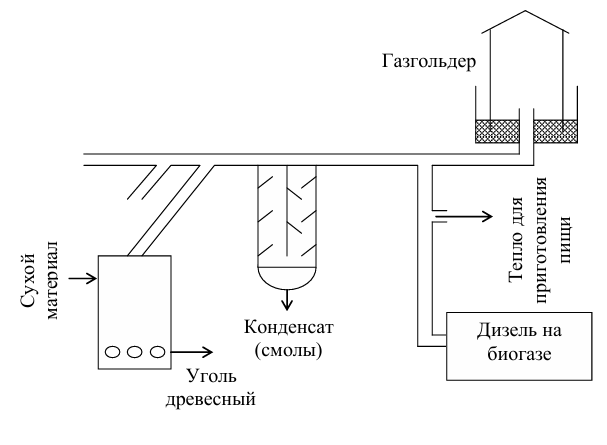 Газгольдер
Сухой
материал
Тепло для
приготовления
пищи
Конденсат
(смолы)
Дизель на
биогазе
Уголь
древесный